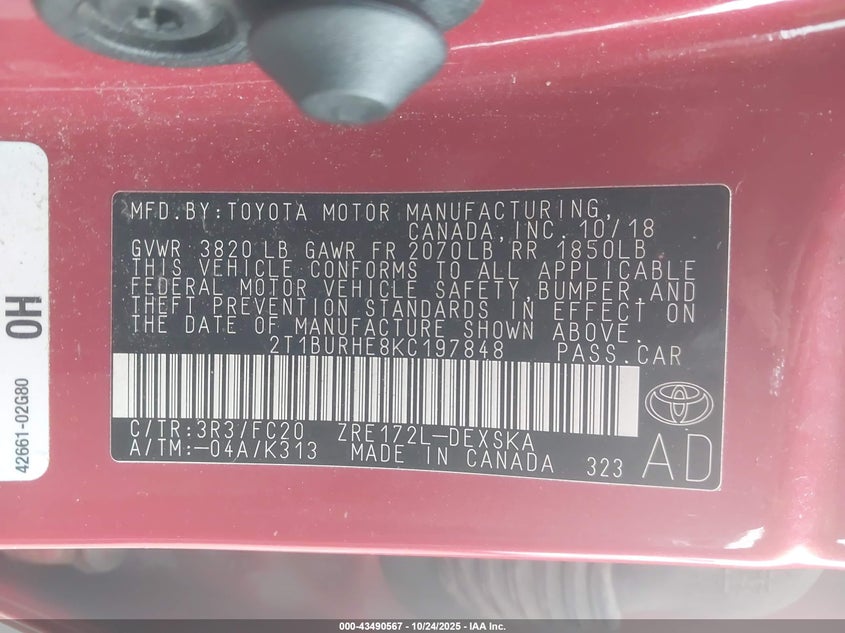 MFD.BY:TOYOTA MOTOR MANUFACTURING,
CANADA,INC. 10/18
GVWR 3820 LB GAWR FR 2070LB RR 1850LB
THIS VEHICLE CONFORMS TO ALL APPLICABLE
FEDERAL MOTOR VEHICLE SAFETY,BUMPER,AND
THEFT PREVENTION STANDARDS IN EFFECT ON
THE DATE OF MANUFACTURE SHOWN ABOVE.
2T1BURHE8KC197848 PASS.CAR
C/TR:3R3/FC20 ZRE172L-DEXSKA
A/TM:-04A/K313 MADE IN CANADA 323
AD
42661-02G80
0H
000-43490567 - 10/24/2025 - IAA Inc.